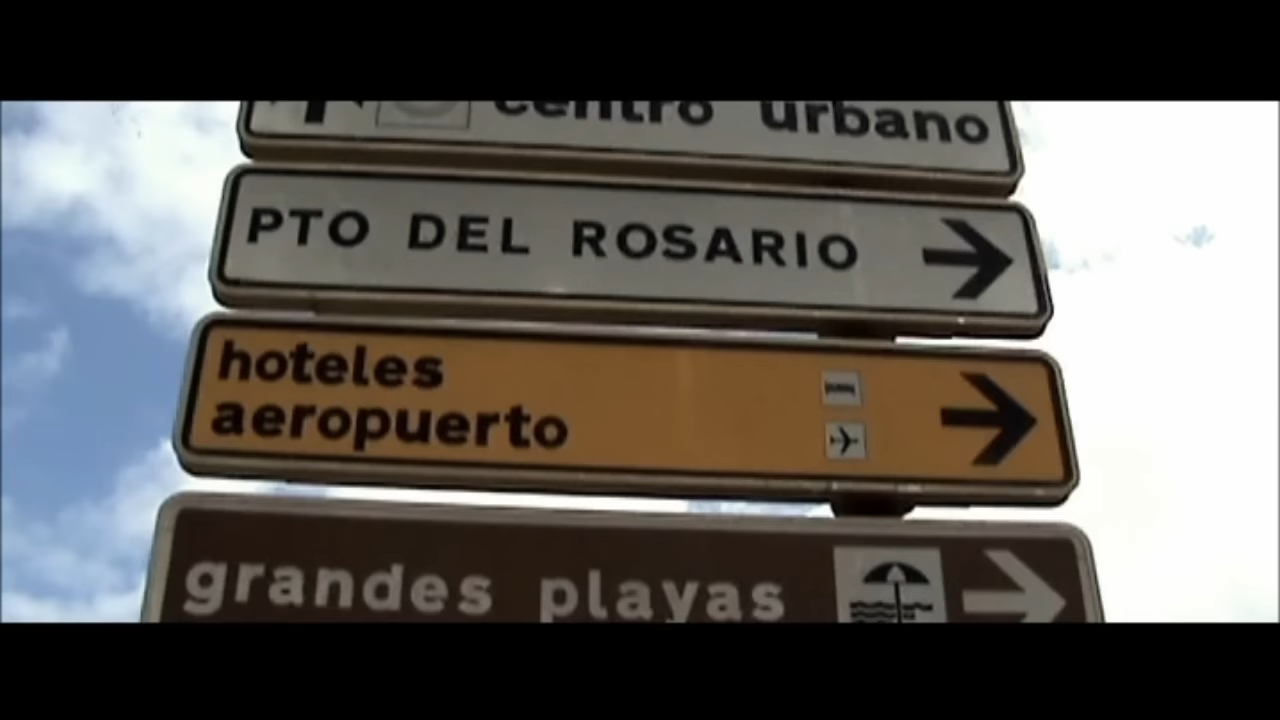 centro urbano
PTO DEL ROSARIO
hoteles
aeropuerto
grandes playas